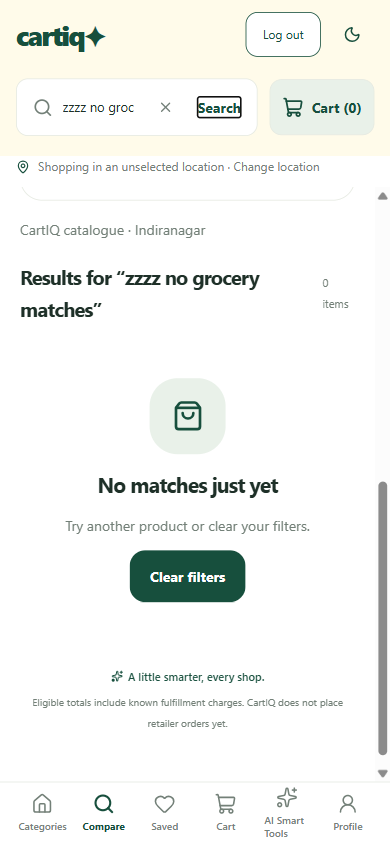 cartiq
Log out
zzzz no groc
Search
Cart (0)
Shopping in an unselected location · Change location
CartIQ catalogue · Indiranagar
Results for “zzzz no grocery
matches”
0
items
No matches just yet
Try another product or clear your filters.
Clear filters
A little smarter, every shop.
Eligible totals include known fulfillment charges. CartIQ does not place
retailer orders yet.
Categories
Compare
Saved
Cart
AI Smart
Tools
Profile